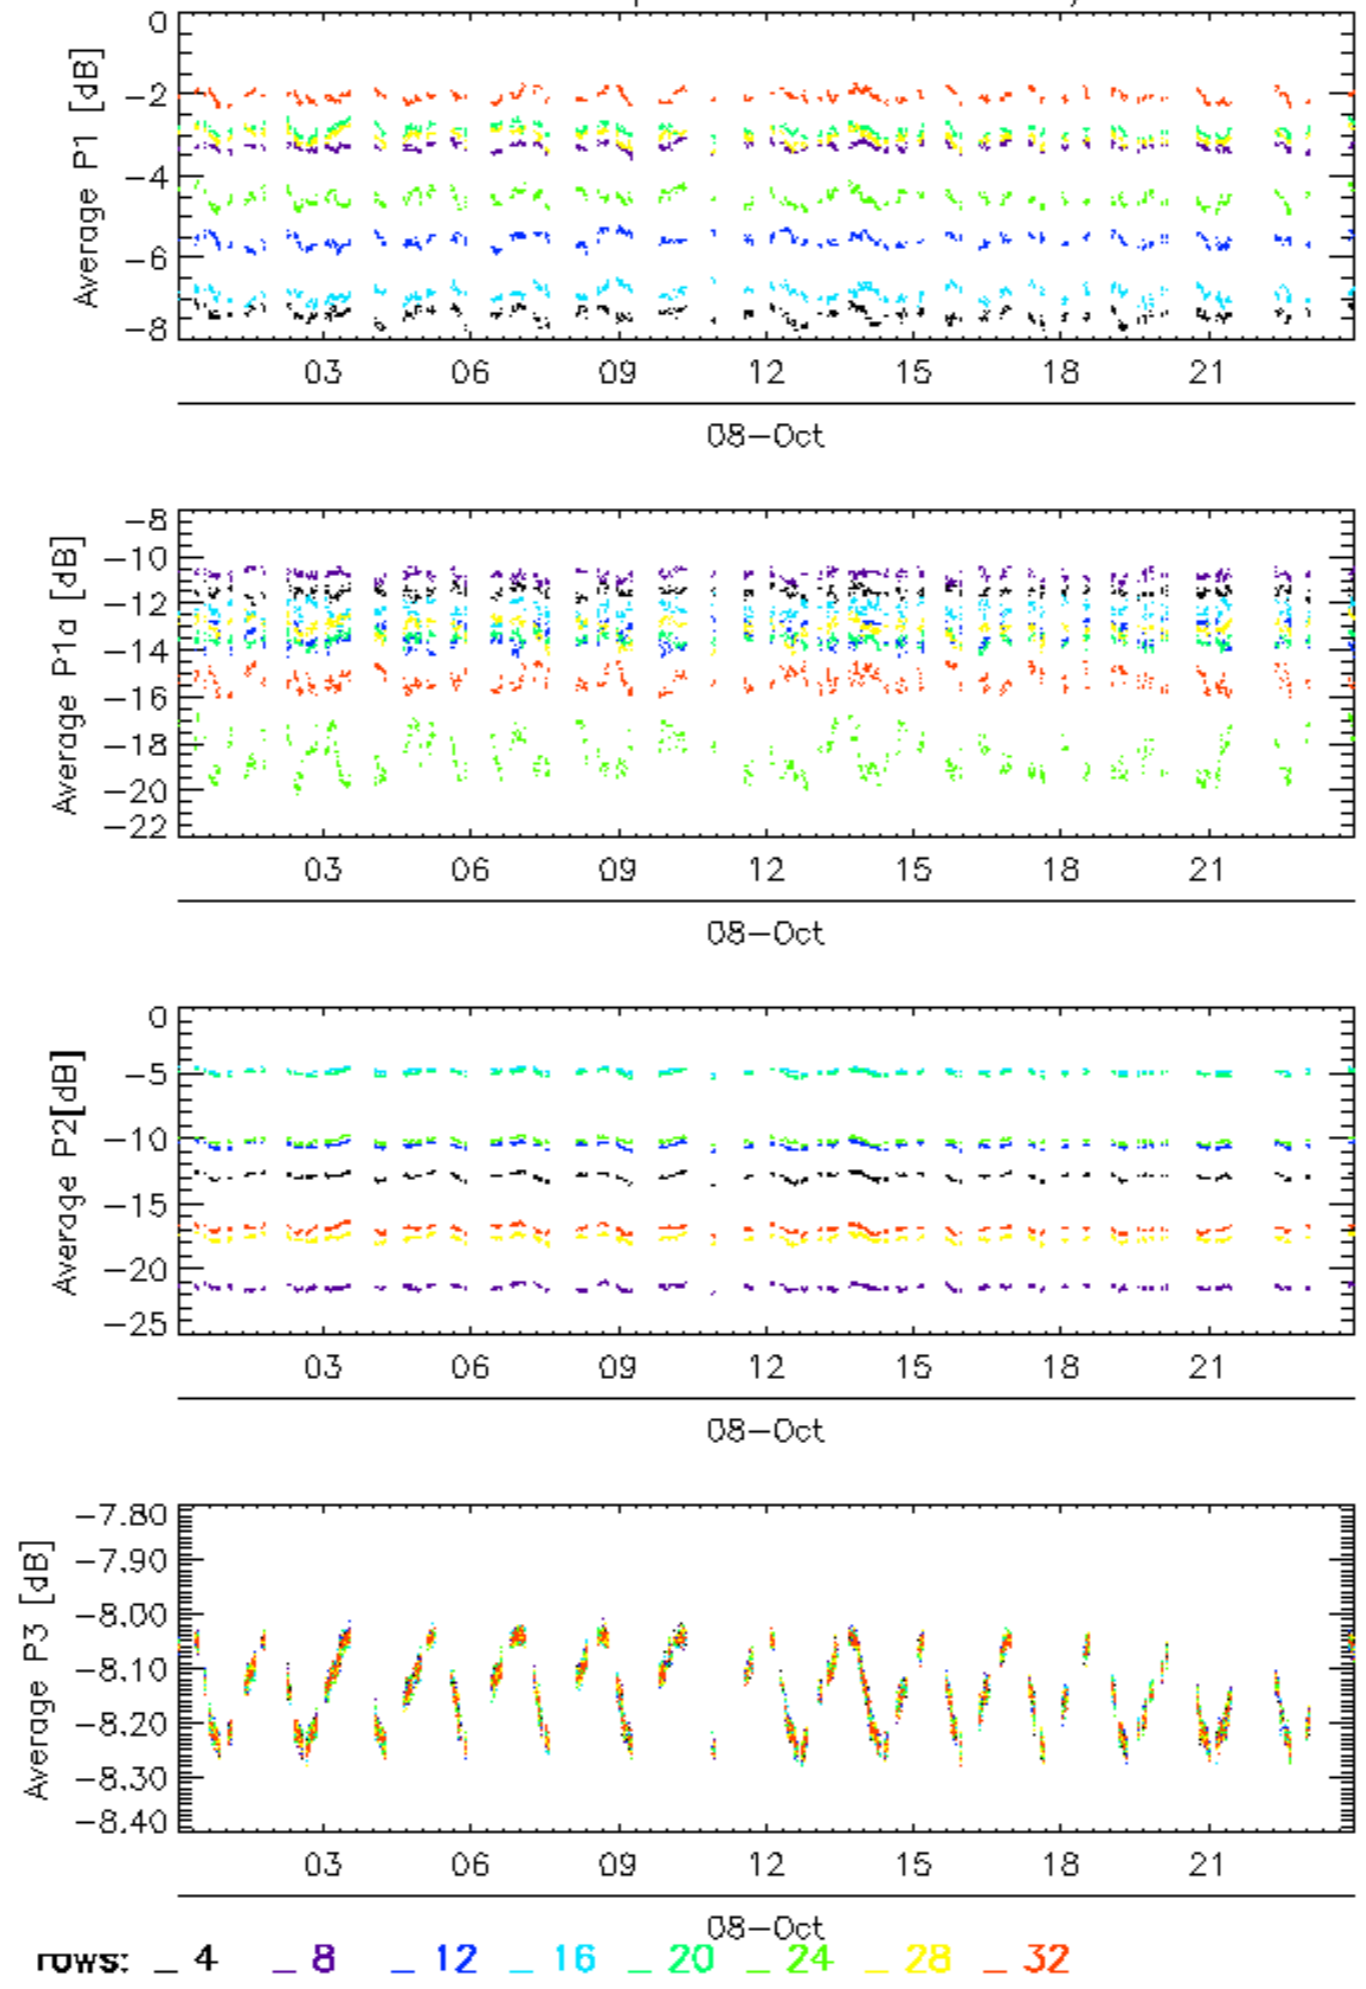 0
−2
−4
−6
−8
Average P1 [dB]
03 06 09 12 15 18 21
08−Oct
−8
−10
−12
−14
−16
−18
−20
−22
Average P1a [dB]
03 06 09 12 15 18 21
08−Oct
0
−5
−10
−15
−20
−25
Average P2[dB]
03 06 09 12 15 18 21
08−Oct
−7.80
−7.90
−8.00
−8.10
−8.20
−8.30
−8.40
Average P3 [dB]
03 06 09 12 15 18 21
08−Oct
rows: _ 4 _ 8 _ 12 _ 16 _ 20 _ 24 _ 28 _ 32